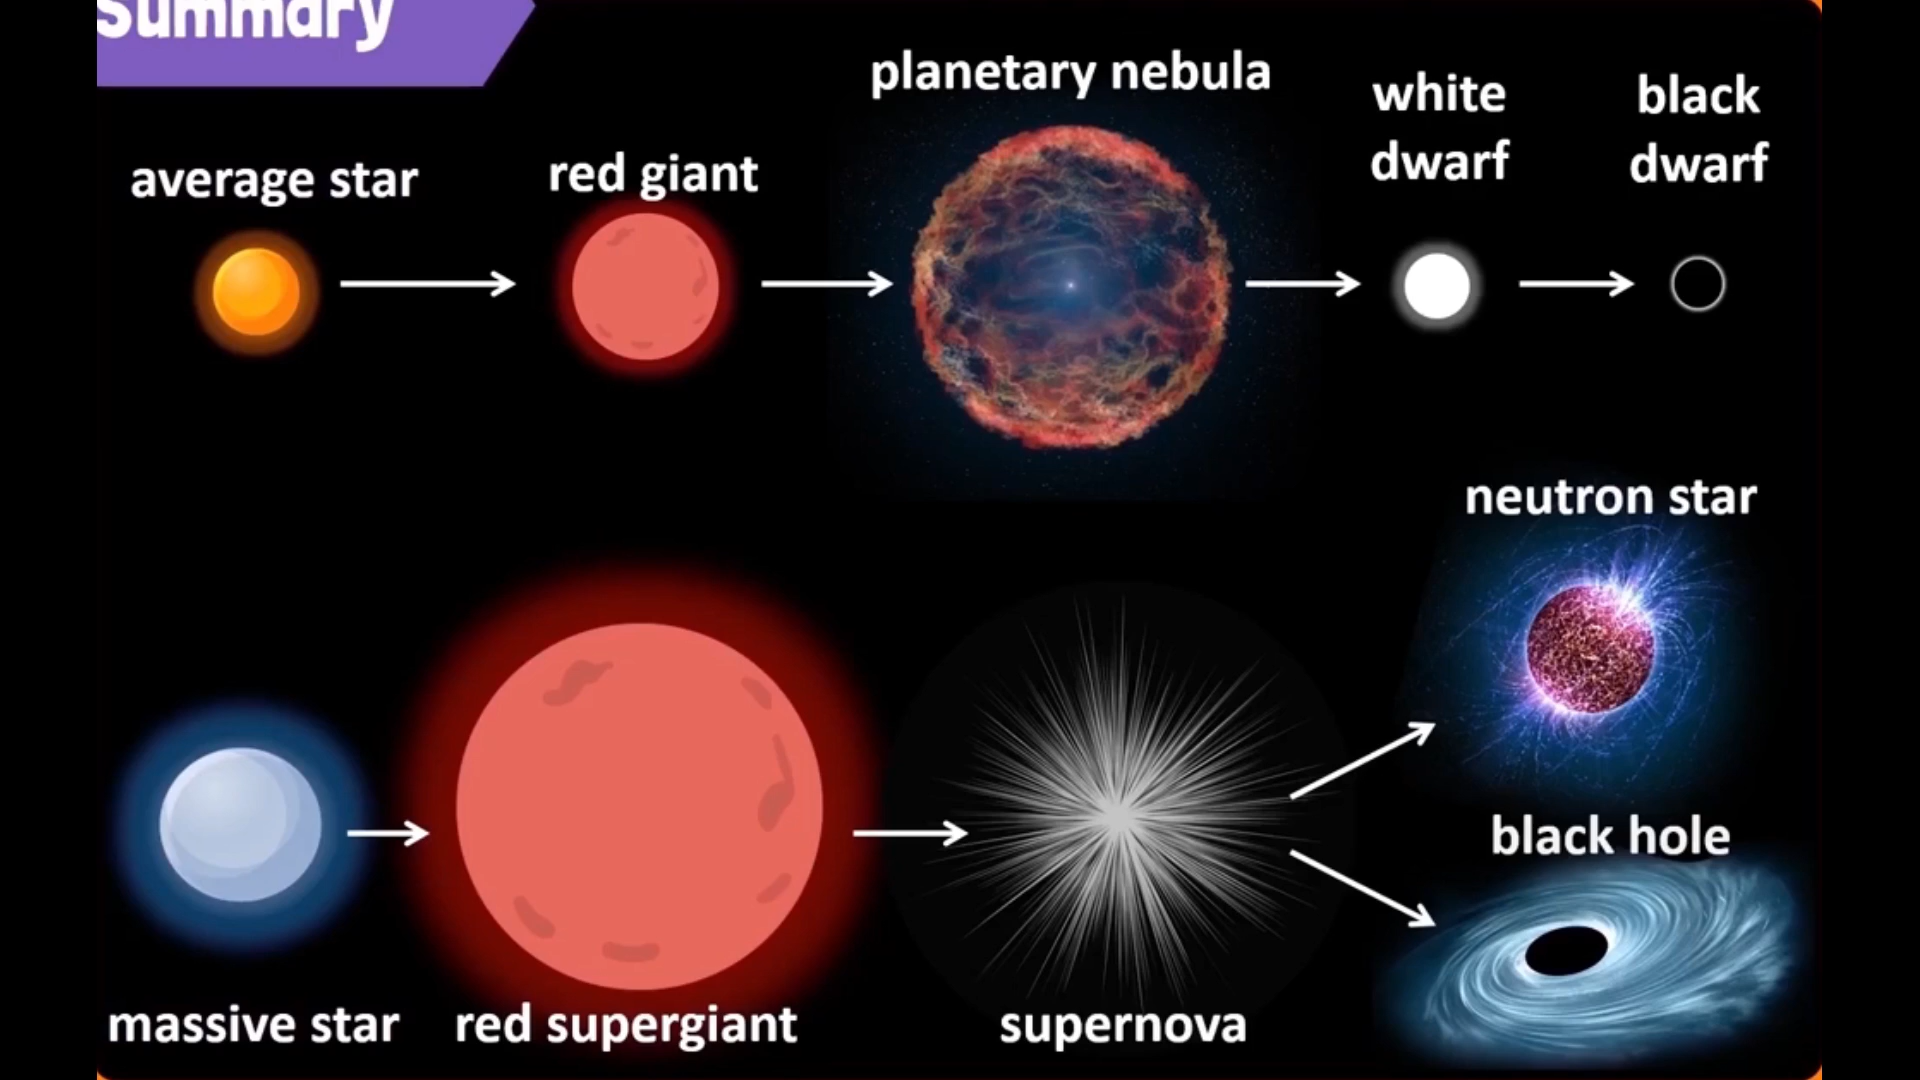 Summary
planetary nebula
white
dwarf
black
dwarf
average star
red giant
neutron star
black hole
massive star
red supergiant
supernova